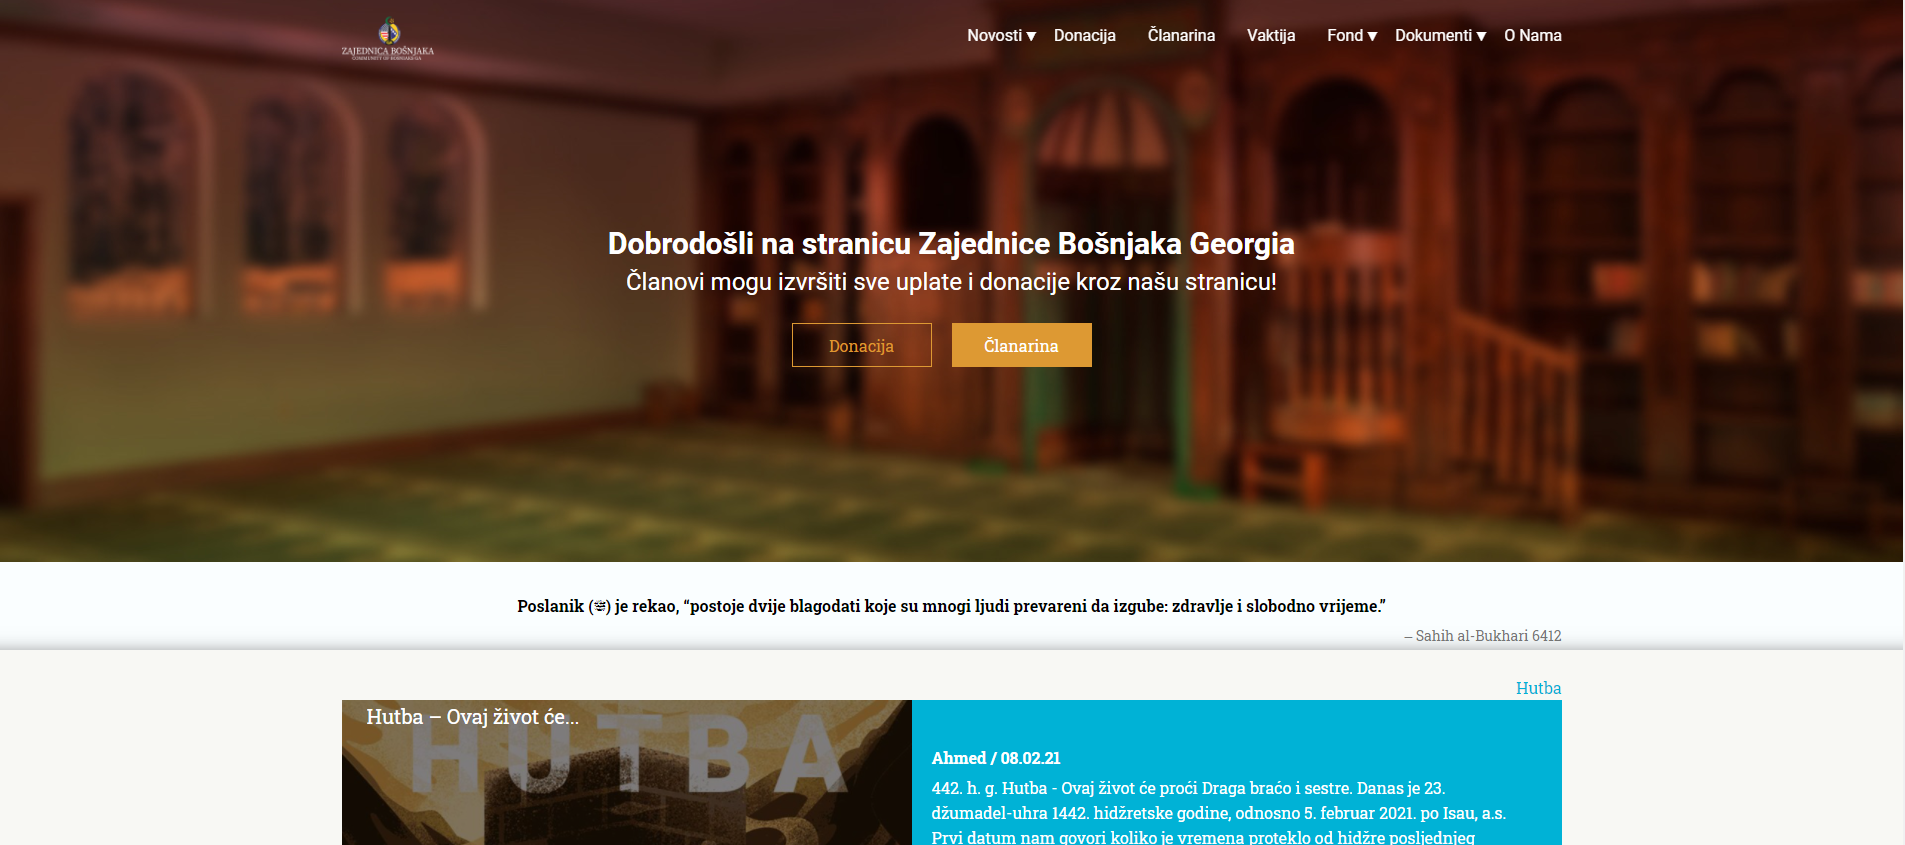 ZAJEDNICA BOŠNJAKA
COMMUNITY OF BOSNIAKS GA
Novosti ▼ Donacija Članarina Vaktija Fond ▼ Dokumenti ▼ O Nama
Dobrodošli na stranicu Zajednice Bošnjaka Georgia
Članovi mogu izvršiti sve uplate i donacije kroz našu stranicu!
Donacija Članarina
Poslanik (ﷺ) je rekao, “postoje dvije blagodati koje su mnogi ljudi prevareni da izgube: zdravlje i slobodno vrijeme.”
– Sahih al-Bukhari 6412
Hutba
Hutba – Ovaj život će...
HUTBA
Ahmed / 08.02.21
442. h. g. Hutba - Ovaj život će proći Draga braćo i sestre. Danas je 23.
džumadel-uhra 1442. hidžretske godine, odnosno 5. februar 2021. po Isau, a.s.
Prvi datum nam govori koliko je vremena proteklo od hidžre posljednjeg